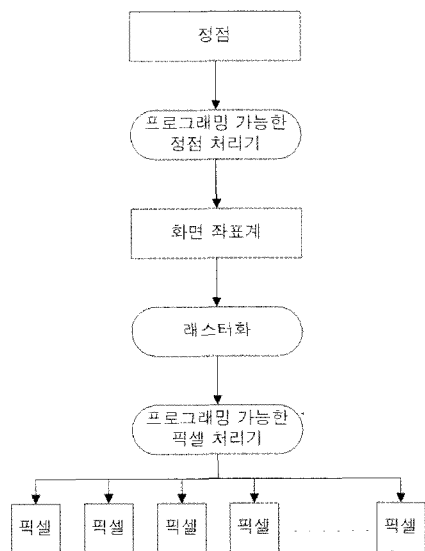 정점
프로그래밍 가능한
정점 처리기
화면 좌표계
래스터화
프로그래밍 가능한
픽셀 처리기
픽셀 픽셀 픽셀 픽셀 픽셀